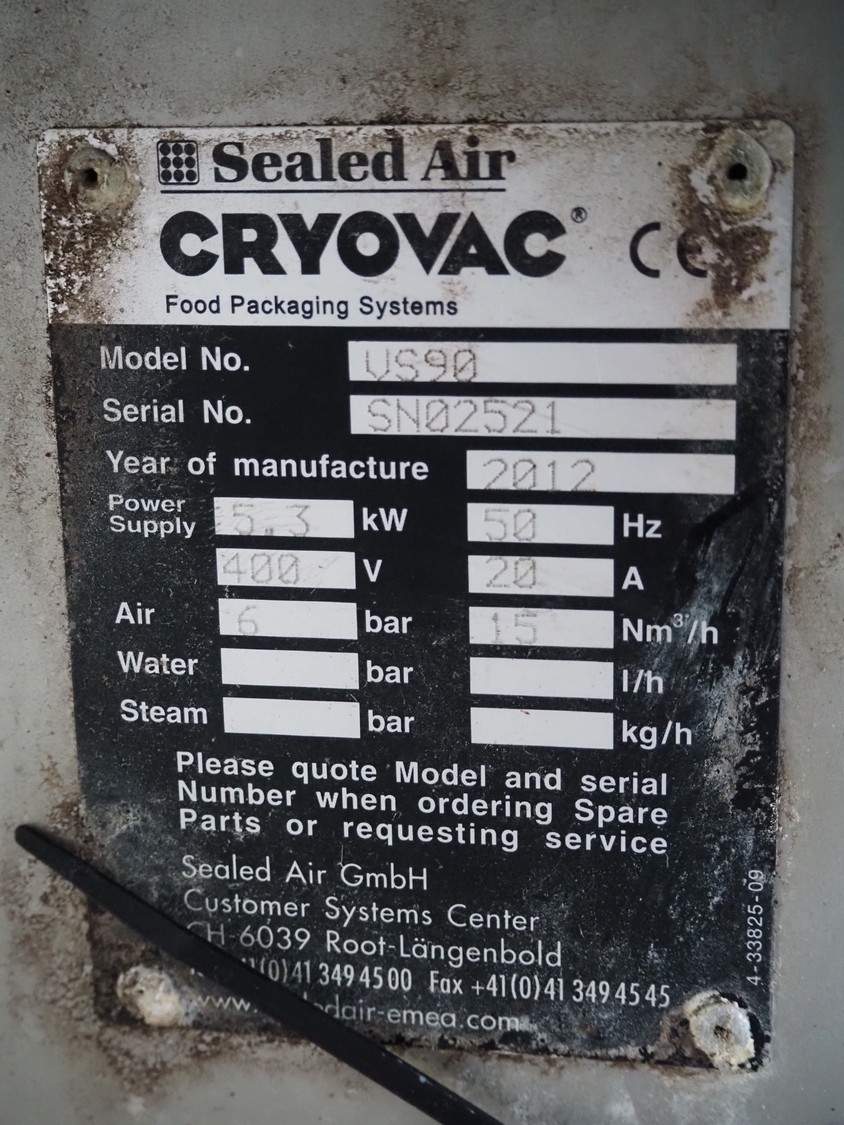 Sealed Air
CRYOVAC® CE
Food Packaging Systems
Model No. VS90
Serial No. SN02521
Year of manufacture 2012
Power Supply 5.3 kW 50 Hz
400 V 20 A
Air 6 bar 15 Nm³/h
Water bar l/h
Steam bar kg/h
Please quote Model and serial
Number when ordering Spare
Parts or requesting service
Sealed Air GmbH
Customer Systems Center
CH-6039 Root-Längenbold
(0)41 349 45 00 Fax +41(0)41 349 45 45
4-33825-09